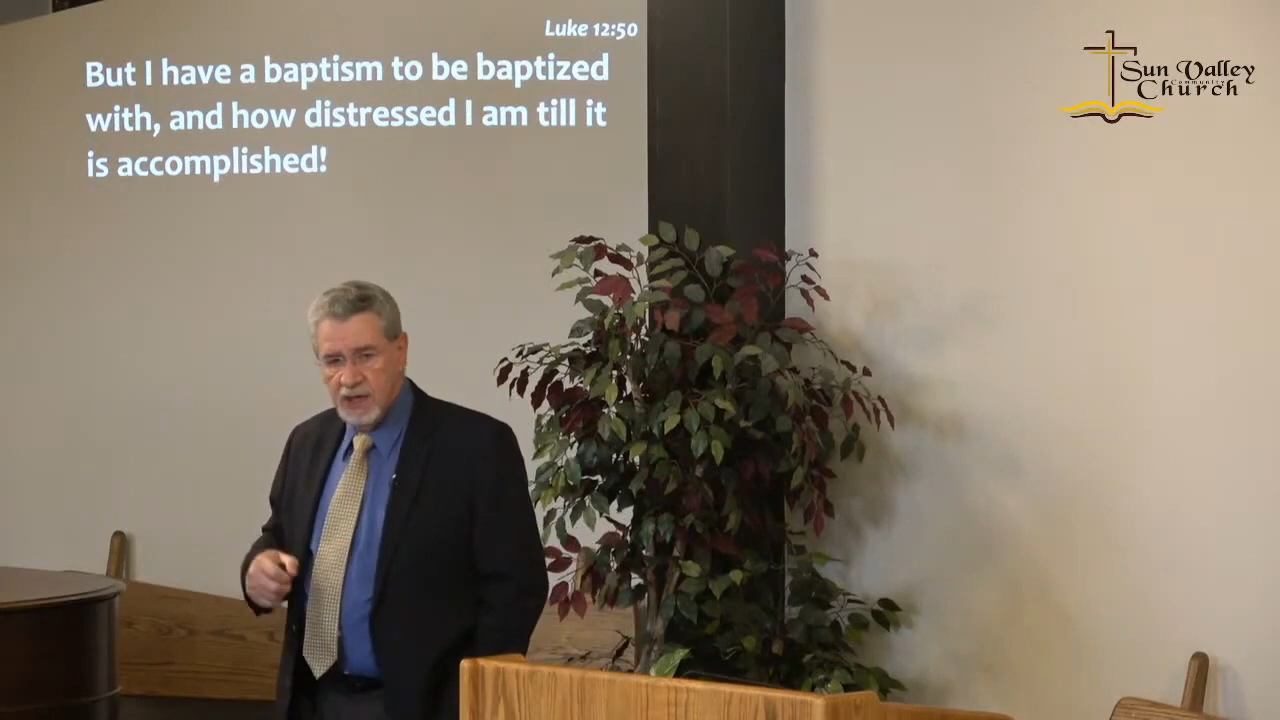 Luke 12:50
But I have a baptism to be baptized
with, and how distressed I am till it
is accomplished!
Sun Valley
Community
Church